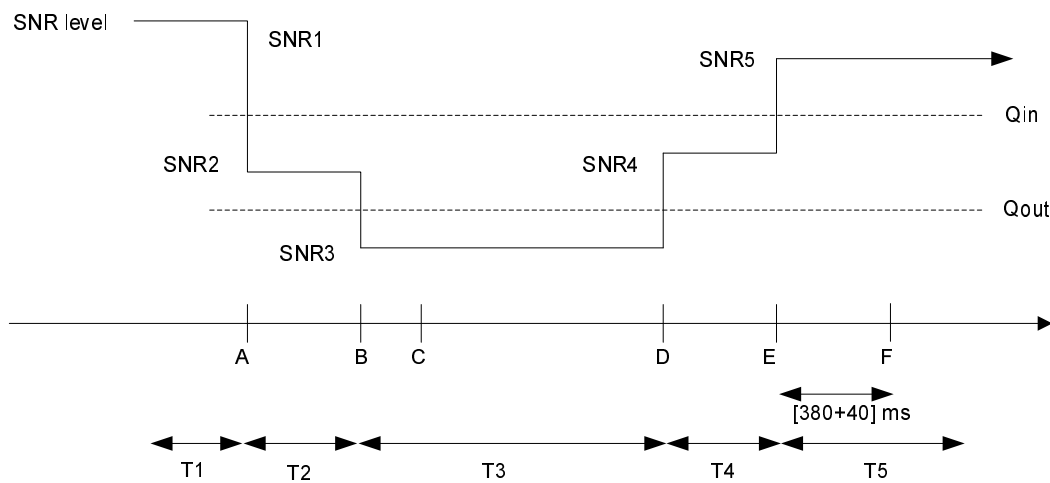 SNR level
SNR1
SNR5
Qin
SNR2
SNR4
Qout
SNR3
A
B
C
D
E
F
[380+40] ms
T1
T2
T3
T4
T5